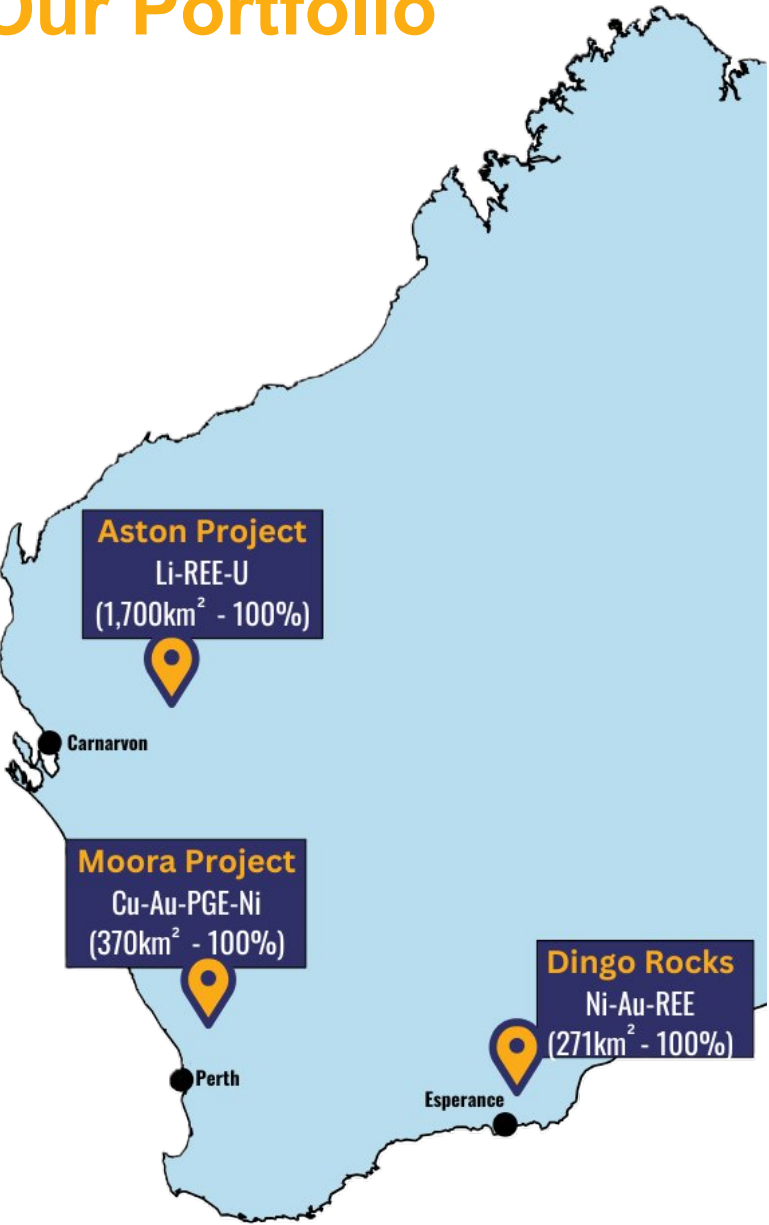 Our Portfolio
Aston Project
Li-REE-U
(1,700km² - 100%)
Carnarvon
Moora Project
Cu-Au-PGE-Ni
(370km² - 100%)
Dingo Rocks
Ni-Au-REE
(271km² - 100%)
Perth
Esperance